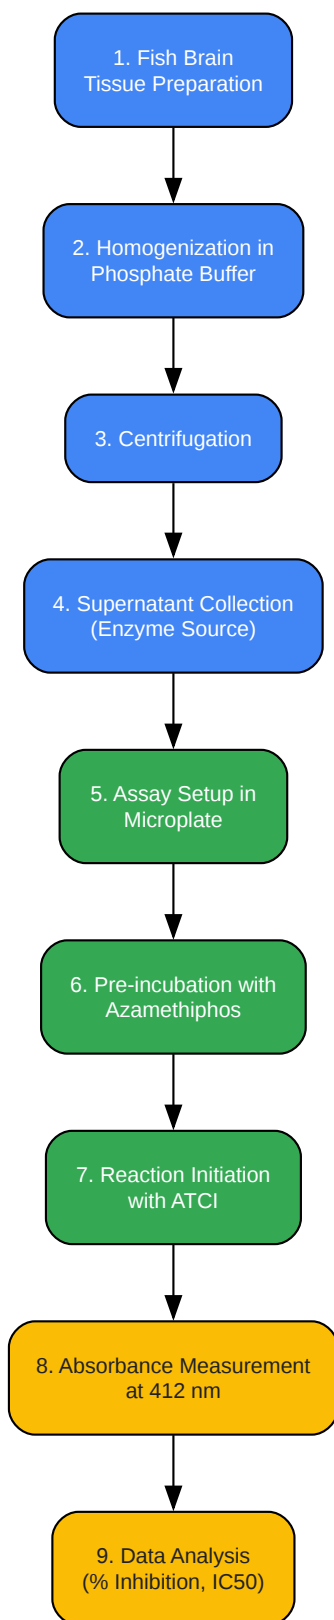 1. Fish Brain
Tissue Preparation
2. Homogenization in
Phosphate Buffer
3. Centrifugation
4. Supernatant Collection
(Enzyme Source)
5. Assay Setup in
Microplate
6. Pre-incubation with
Azamethiphos
7. Reaction Initiation
with ATCI
8. Absorbance Measurement
at 412 nm
9. Data Analysis
(% Inhibition, IC50)